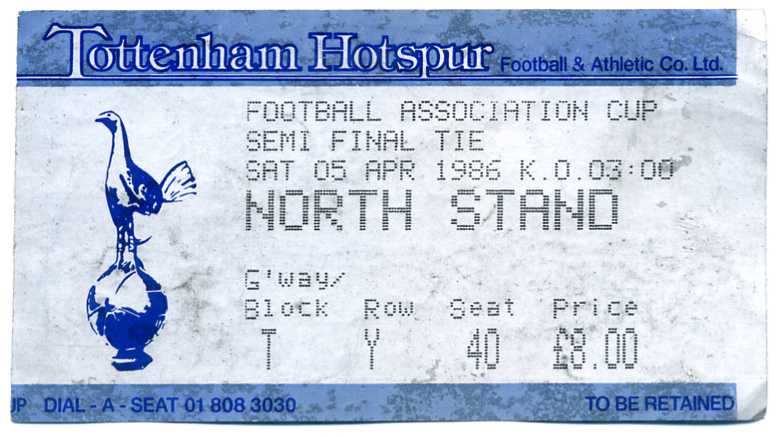 Tottenham Hotspur Football & Athletic Co. Ltd.
FOOTBALL ASSOCIATION CUP
SEMI FINAL TIE
SAT 05 APR 1986 K.O.03:00
NORTH STAND
G'way/
Block Row Seat Price
T Y 40 £8.00
UP DIAL - A - SEAT 01 808 3030 TO BE RETAINED